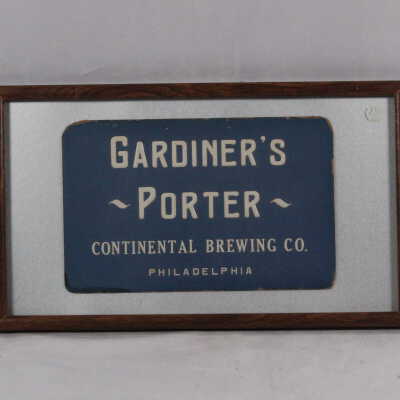 GARDINER'S
~ PORTER ~
CONTINENTAL BREWING CO.
PHILADELPHIA